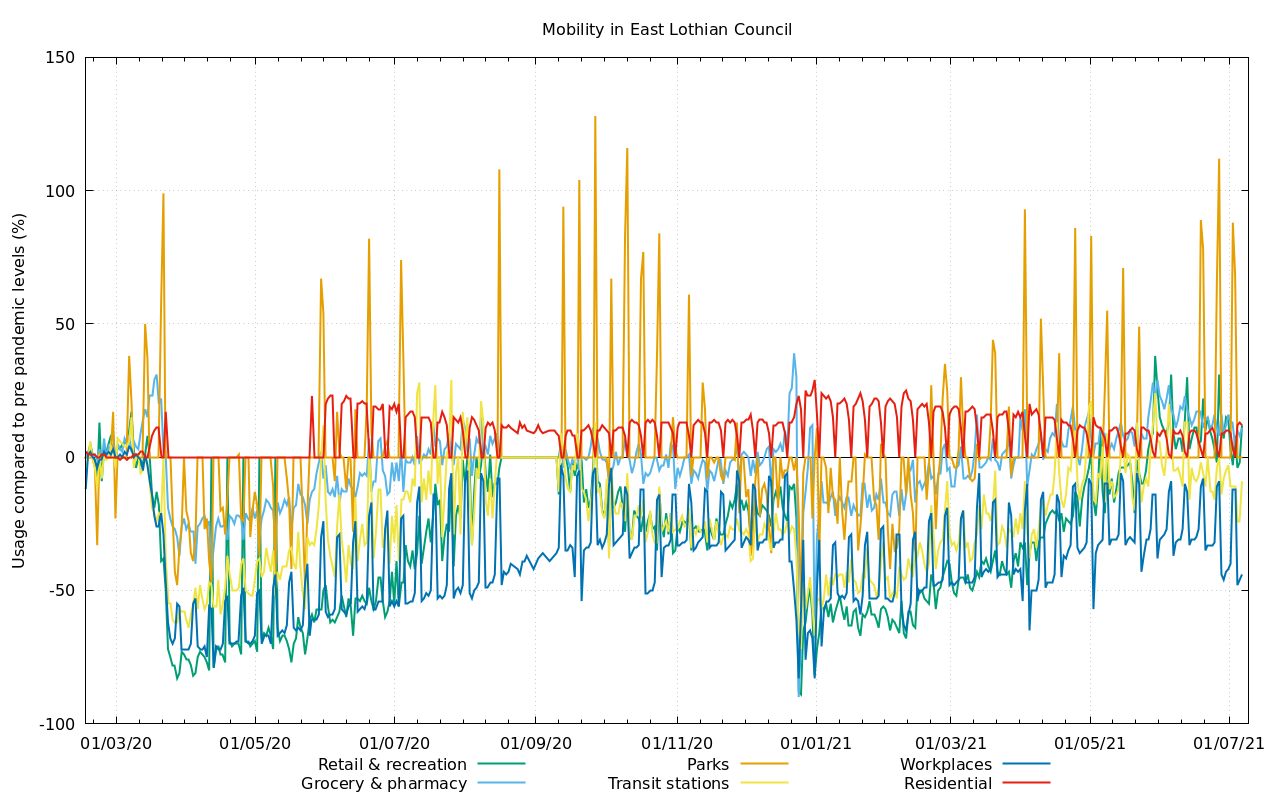 Mobility in East Lothian Council
Usage compared to pre pandemic levels (%)
150
100
50
0
-50
-100
01/03/20 01/05/20 01/07/20 01/09/20 01/11/20 01/01/21 01/03/21 01/05/21 01/07/21
Retail & recreation Parks Workplaces
Grocery & pharmacy Transit stations Residential